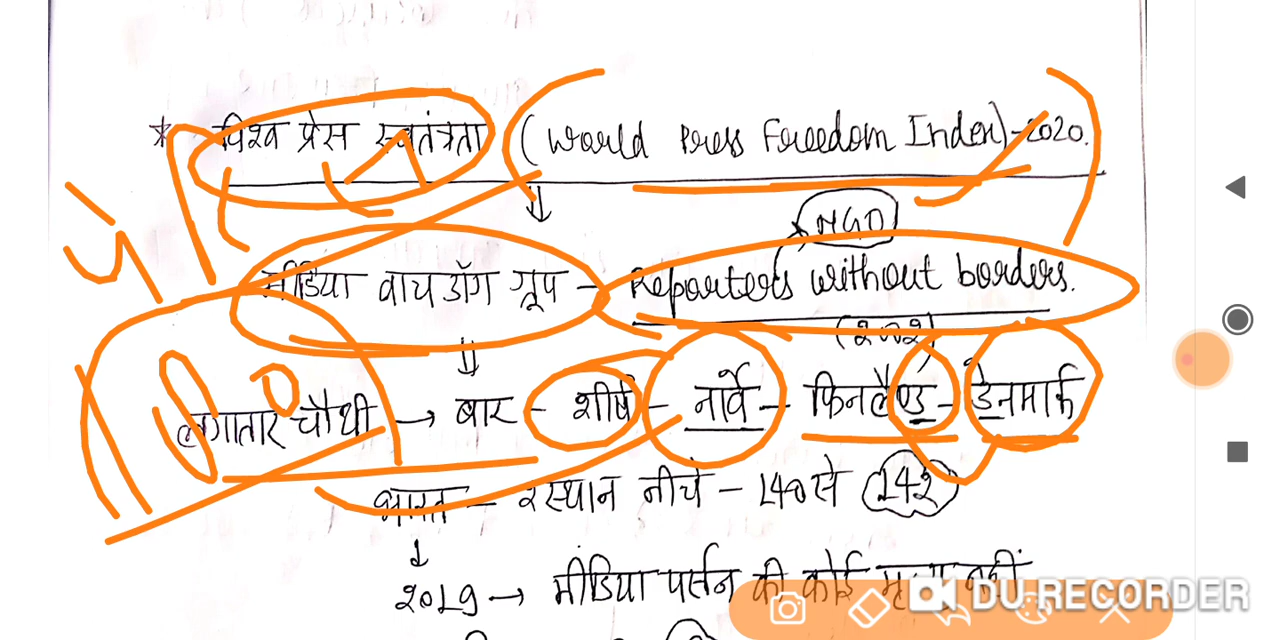 * विश्व प्रेस स्वतंत्रता (World Press Freedom Index) - 2020.
NGO
मीडिया वाचडॉग ग्रूप - Reporters without borders.
(2002)
लगातार चौथी → बार - शीर्ष - नार्वे - फिनलैण्ड - डेनमार्क
भारत - 2 स्थान नीचे - 140 से 142
2019 → मीडिया पर्सन की कोई मृत्यु नहीं
DU RECORDER